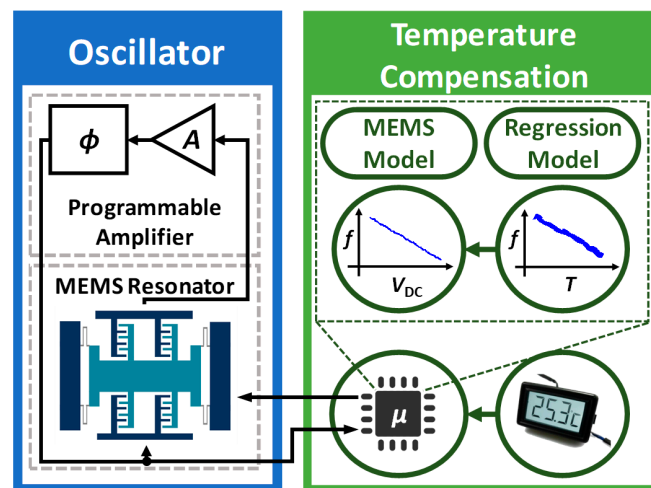 Oscillator
ϕ
A
Programmable
Amplifier
MEMS Resonator
Temperature
Compensation
MEMS
Model
Regression
Model
f
V_DC
f
T
μ
25.3c